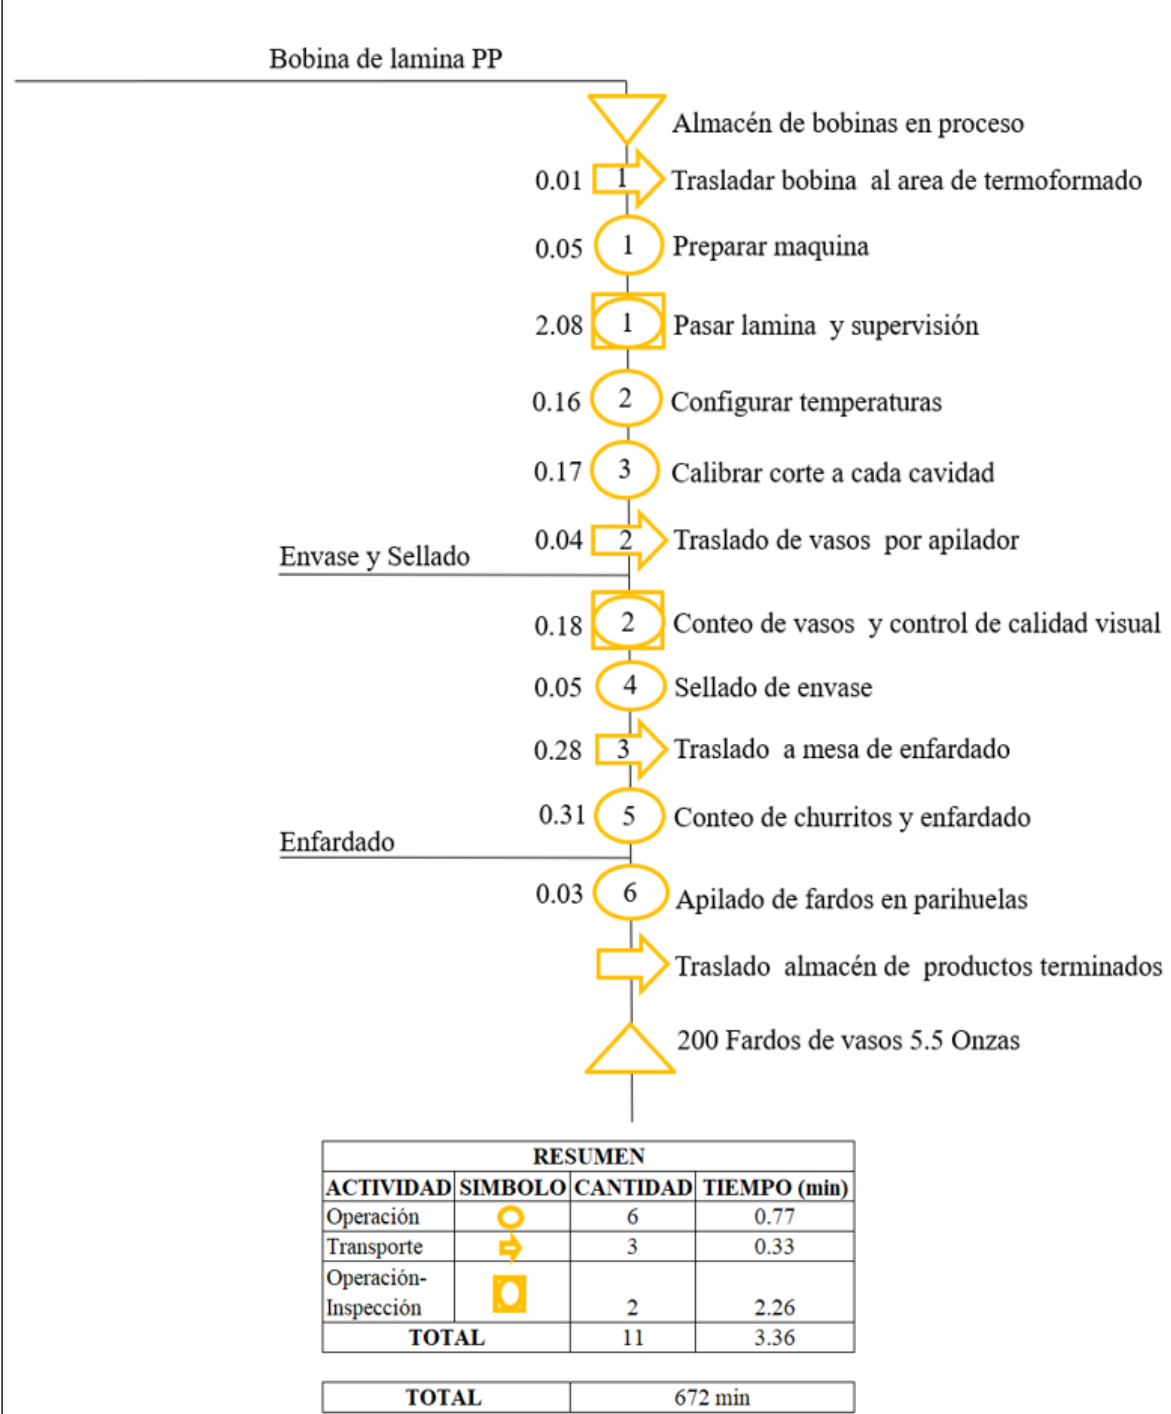 Bobina de lamina PP
Almacén de bobinas en proceso
0.01 1 Trasladar bobina al area de termoformado
0.05 1 Preparar maquina
2.08 1 Pasar lamina y supervisión
0.16 2 Configurar temperaturas
0.17 3 Calibrar corte a cada cavidad
0.04 2 Traslado de vasos por apilador
Envase y Sellado
0.18 2 Conteo de vasos y control de calidad visual
0.05 4 Sellado de envase
0.28 3 Traslado a mesa de enfardado
0.31 5 Conteo de churritos y enfardado
Enfardado
0.03 6 Apilado de fardos en parihuelas
Traslado almacén de productos terminados
200 Fardos de vasos 5.5 Onzas
RESUMEN
ACTIVIDAD SIMBOLO CANTIDAD TIEMPO (min)
Operación 6 0.77
Transporte 3 0.33
Operación-
Inspección 2 2.26
TOTAL 11 3.36
TOTAL 672 min